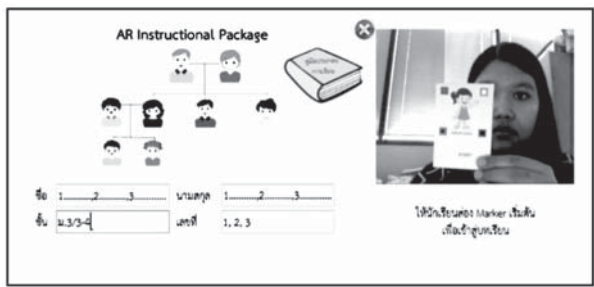 AR Instructional Package
ชื่อ 1..........2..........3.......... นามสกุล 1..........2..........3..........
ชั้น ม.3/3-4 เลขที่ 1, 2, 3
ให้นักเรียนส่อง Marker เริ่มต้น
เพื่อเข้าสู่บทเรียน